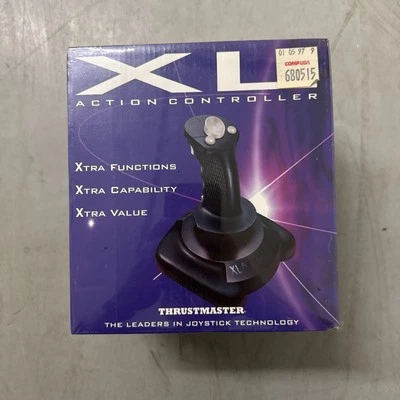 XL
01 05 97 9
COMPUSA
680515
ACTION CONTROLLER
XTRA FUNCTIONS
XTRA CAPABILITY
XTRA VALUE
XL
THRUSTMASTER
THE LEADERS IN JOYSTICK TECHNOLOGY